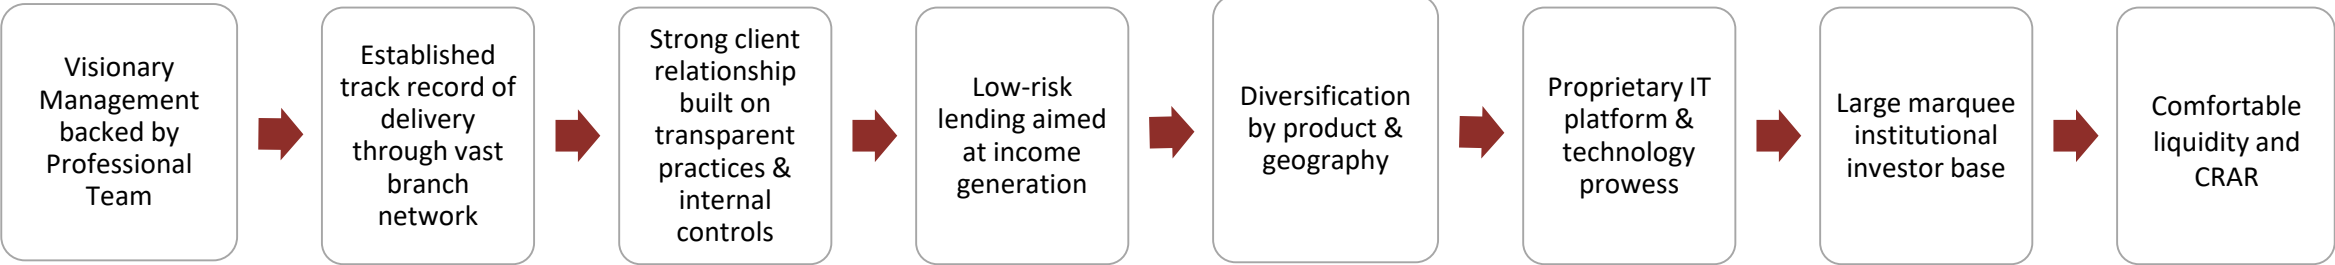 Visionary
Management
backed by
Professional
Team
Established
track record of
delivery
through vast
branch
network
Strong client
relationship
built on
transparent
practices &
internal
controls
Low-risk
lending aimed
at income
generation
Diversification
by product &
geography
Proprietary IT
platform &
technology
prowess
Large marquee
institutional
investor base
Comfortable
liquidity and
CRAR